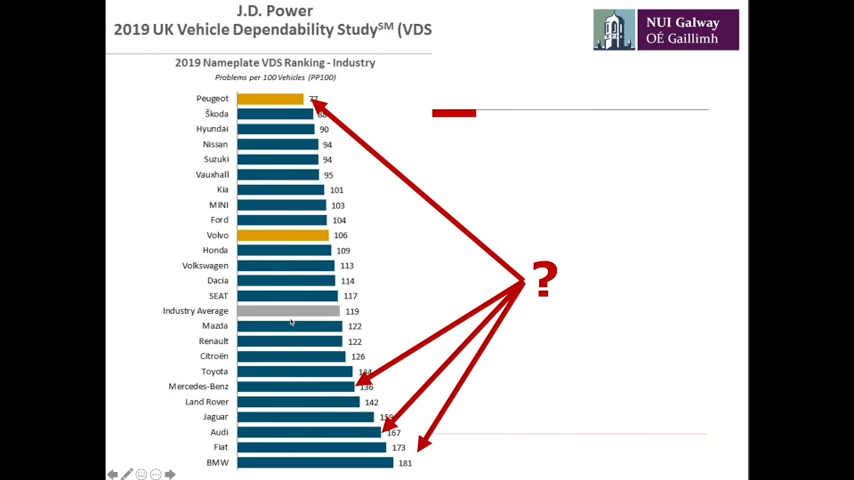 J.D. Power
2019 UK Vehicle Dependability Study℠ (VDS
NUI Galway
OÉ Gaillimh
2019 Nameplate VDS Ranking - Industry
Problems per 100 Vehicles (PP100)
Peugeot 77
Škoda
Hyundai 90
Nissan 94
Suzuki 94
Vauxhall 95
Kia 101
MINI 103
Ford 104
Volvo 106
Honda 109
Volkswagen 113
Dacia 114
SEAT 117
Industry Average 119
Mazda 122
Renault 122
Citroën 126
Toyota
Mercedes-Benz 136
Land Rover 142
Jaguar
Audi 167
Fiat 173
BMW 181
?